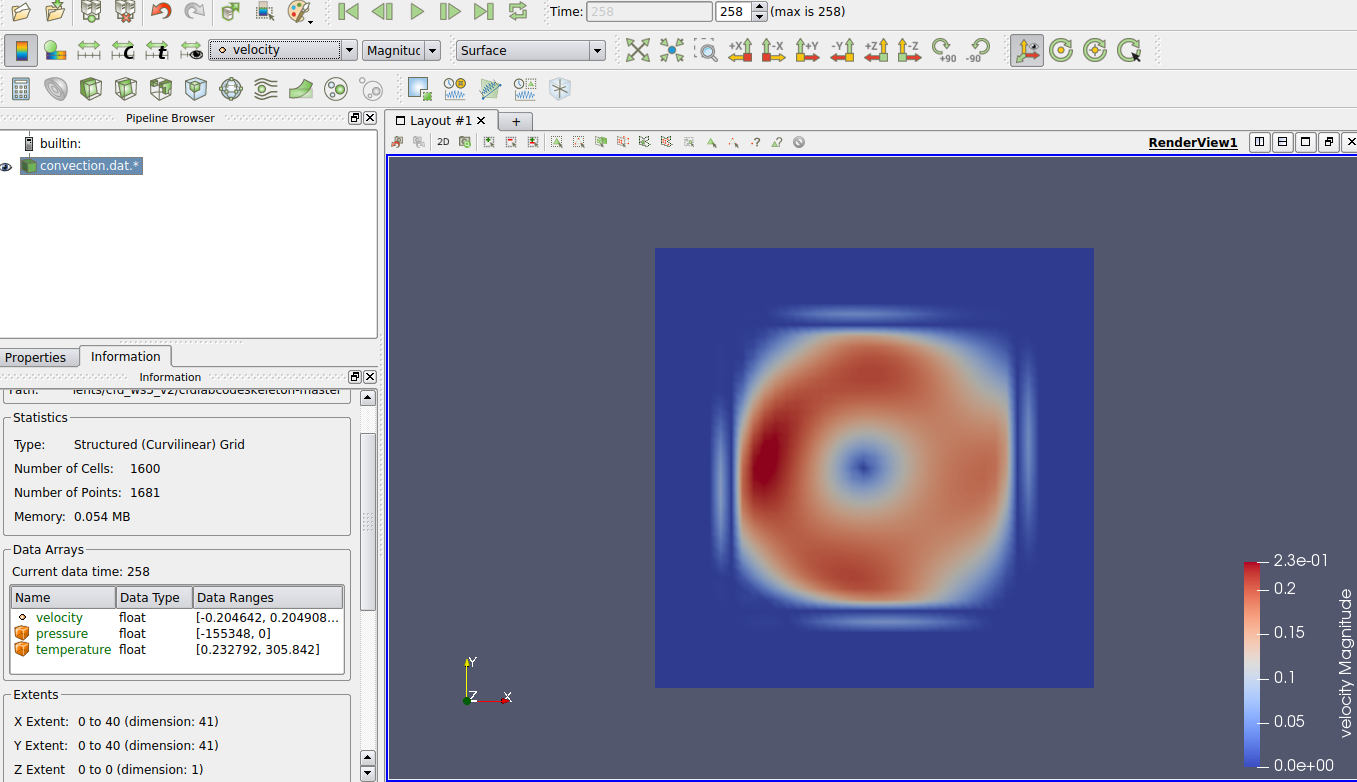 Time: 258 258 (max is 258)
velocity Magnituc Surface +X -X +Y -Y +Z -Z +90 -90
Pipeline Browser
Layout #1 +
builtin:
2D RenderView1
convection.dat.*
Properties Information
Information
Path: lents/cfd_ws3_v2/cfdlabcodeskeleton-master
Statistics
Type: Structured (Curvilinear) Grid
Number of Cells: 1600
Number of Points: 1681
Memory: 0.054 MB
Data Arrays
Current data time: 258
Name Data Type Data Ranges
velocity float [-0.204642, 0.204908...
pressure float [-155348, 0]
temperature float [0.232792, 305.842]
Extents
X Extent: 0 to 40 (dimension: 41)
Y Extent: 0 to 40 (dimension: 41)
Z Extent 0 to 0 (dimension: 1)
Y
Z X
2.3e-01
0.2
0.15
0.1
0.05
0.0e+00
velocity Magnitude